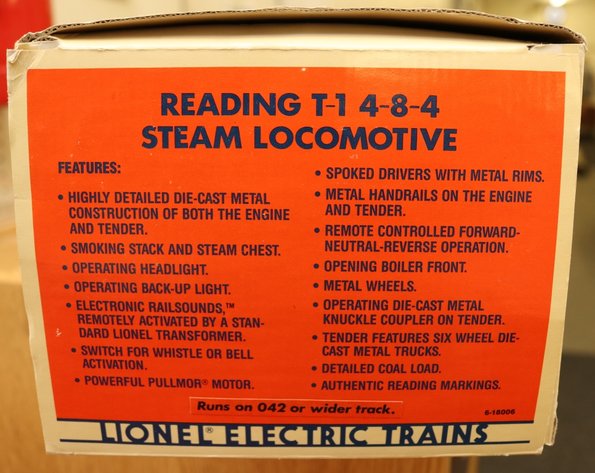 READING T-1 4-8-4
STEAM LOCOMOTIVE
FEATURES:
• HIGHLY DETAILED DIE-CAST METAL
CONSTRUCTION OF BOTH THE ENGINE
AND TENDER.
• SMOKING STACK AND STEAM CHEST.
• OPERATING HEADLIGHT.
• OPERATING BACK-UP LIGHT.
• ELECTRONIC RAILSOUNDS,™
REMOTELY ACTIVATED BY A STAN-
DARD LIONEL TRANSFORMER.
• SWITCH FOR WHISTLE OR BELL
ACTIVATION.
• POWERFUL PULLMOR® MOTOR.
• SPOKED DRIVERS WITH METAL RIMS.
• METAL HANDRAILS ON THE ENGINE
AND TENDER.
• REMOTE CONTROLLED FORWARD-
NEUTRAL-REVERSE OPERATION.
• OPENING BOILER FRONT.
• METAL WHEELS.
• OPERATING DIE-CAST METAL
KNUCKLE COUPLER ON TENDER.
• TENDER FEATURES SIX WHEEL DIE-
CAST METAL TRUCKS.
• DETAILED COAL LOAD.
• AUTHENTIC READING MARKINGS.
Runs on 042 or wider track.
6-18006
LIONEL® ELECTRIC TRAINS